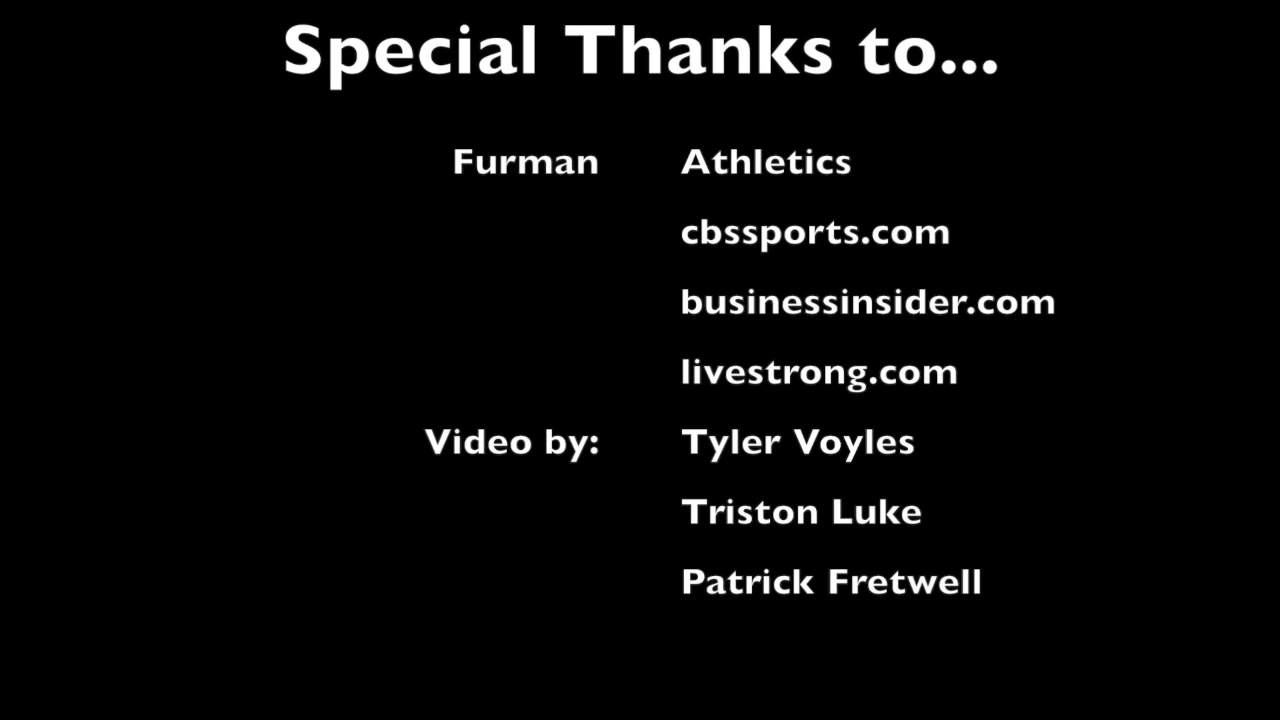 Special Thanks to...
Furman Athletics
cbssports.com
businessinsider.com
livestrong.com
Video by: Tyler Voyles
Triston Luke
Patrick Fretwell